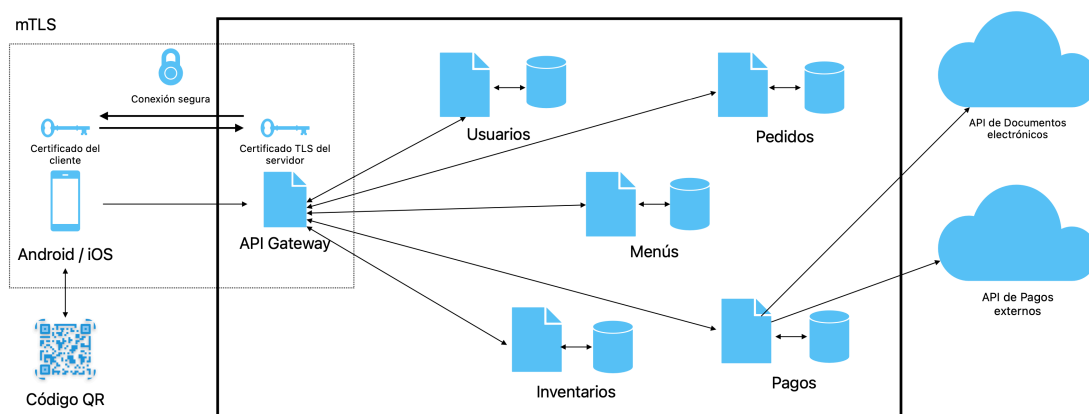 mTLS
Conexión segura
Certificado del
cliente
Certificado TLS del
servidor
Android / iOS
API Gateway
Código QR
Usuarios
Pedidos
Menús
Inventarios
Pagos
API de Documentos
electrónicos
API de Pagos
externos